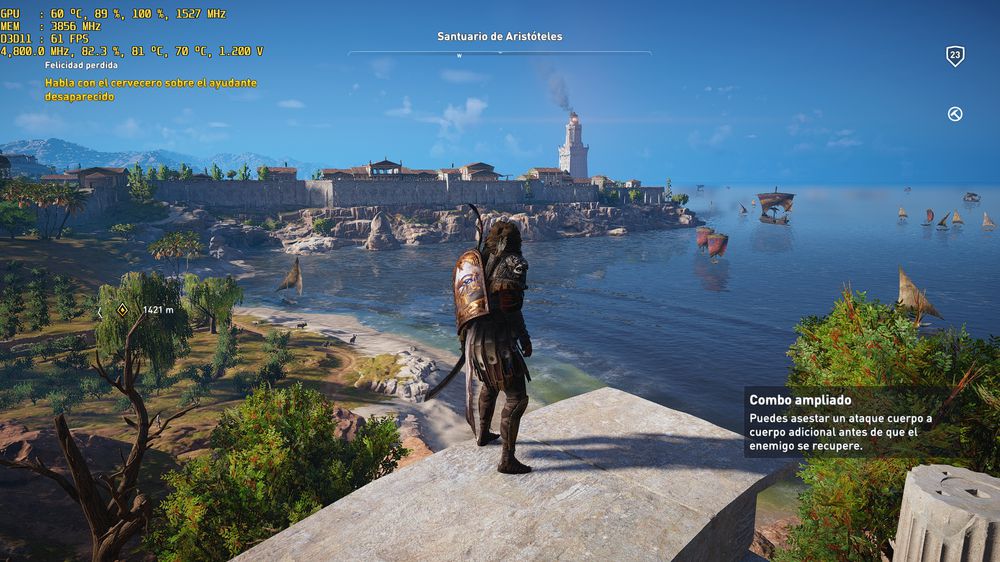 GPU : 60 ºC, 89 %, 100 %, 1527 MHz
MEM : 3856 MHz
D3D11 : 61 FPS
4,800.0 MHz, 82.3 %, 81 ºC, 70 ºC, 1.200 V
Santuario de Aristóteles
W
23
Felicidad perdida
Habla con el cervecero sobre el ayudante
desaparecido
1421 m
Combo ampliado
Puedes asestar un ataque cuerpo a
cuerpo adicional antes de que el
enemigo se recupere.